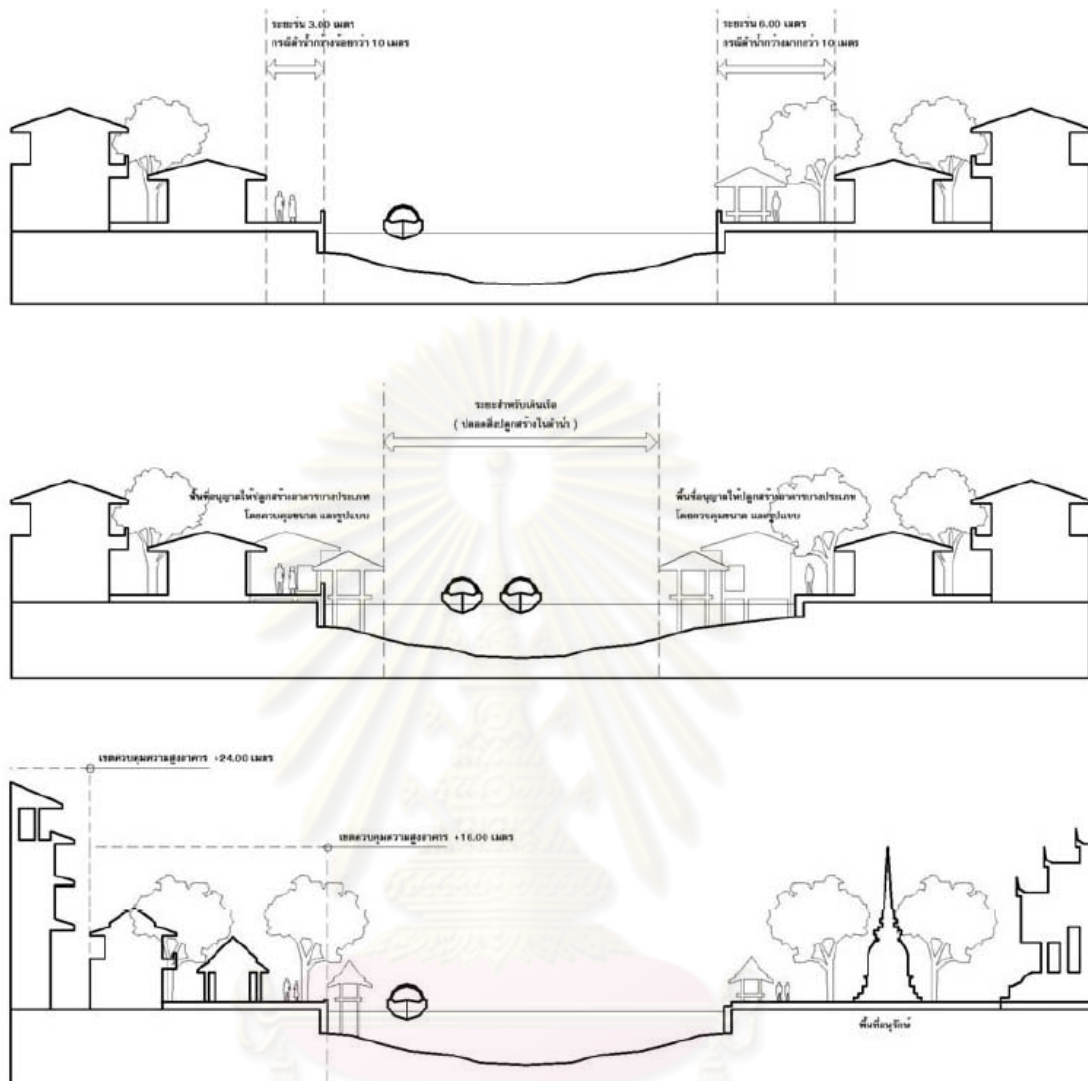 ระยะร่น 3.00 เมตร
กรณีลำน้ำกว้างน้อยกว่า 10 เมตร
ระยะร่น 6.00 เมตร
กรณีลำน้ำกว้างมากกว่า 10 เมตร
ระยะสำหรับเดินเรือ
( ปลอดสิ่งปลูกสร้างในลำน้ำ )
พื้นที่อนุญาตให้ปลูกสร้างอาคารบางประเภท
โดยควบคุมขนาด และรูปแบบ
พื้นที่อนุญาตให้ปลูกสร้างอาคารบางประเภท
โดยควบคุมขนาด และรูปแบบ
เขตควบคุมความสูงอาคาร +24.00 เมตร
เขตควบคุมความสูงอาคาร +16.00 เมตร
พื้นที่อนุรักษ์